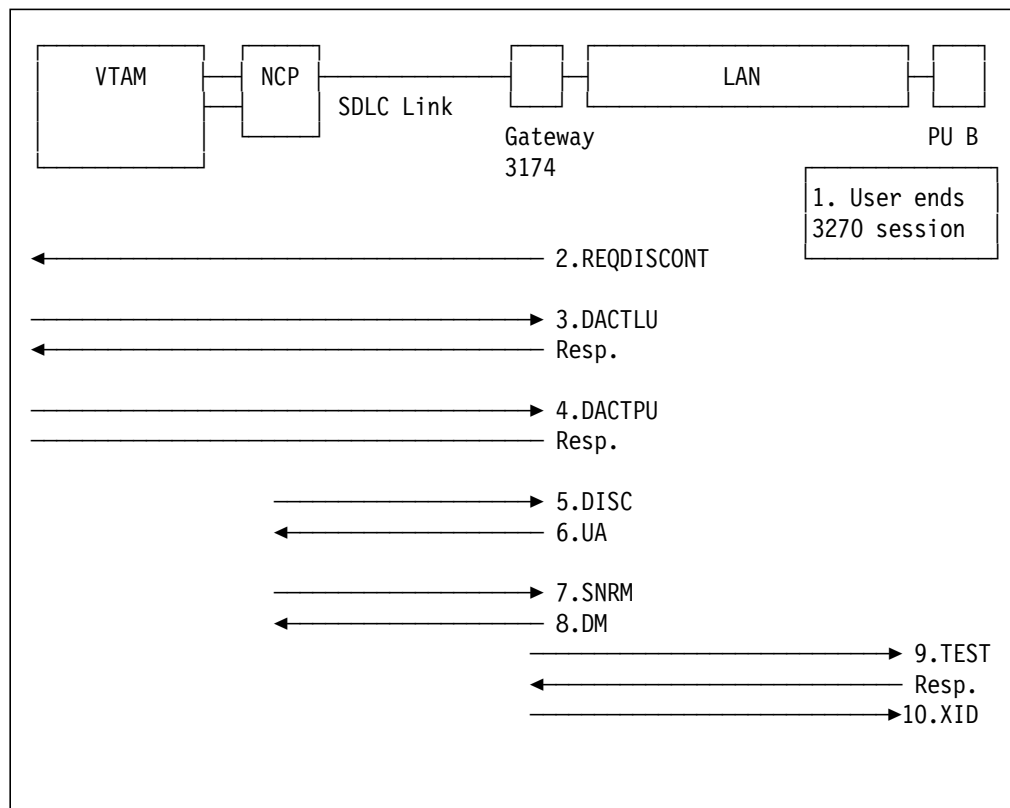 VTAM NCP LAN
SDLC Link
Gateway PU B
3174
1. User ends
3270 session
2.REQDISCONT
3.DACTLU
Resp.
4.DACTPU
Resp.
5.DISC
6.UA
7.SNRM
8.DM
9.TEST
Resp.
10.XID